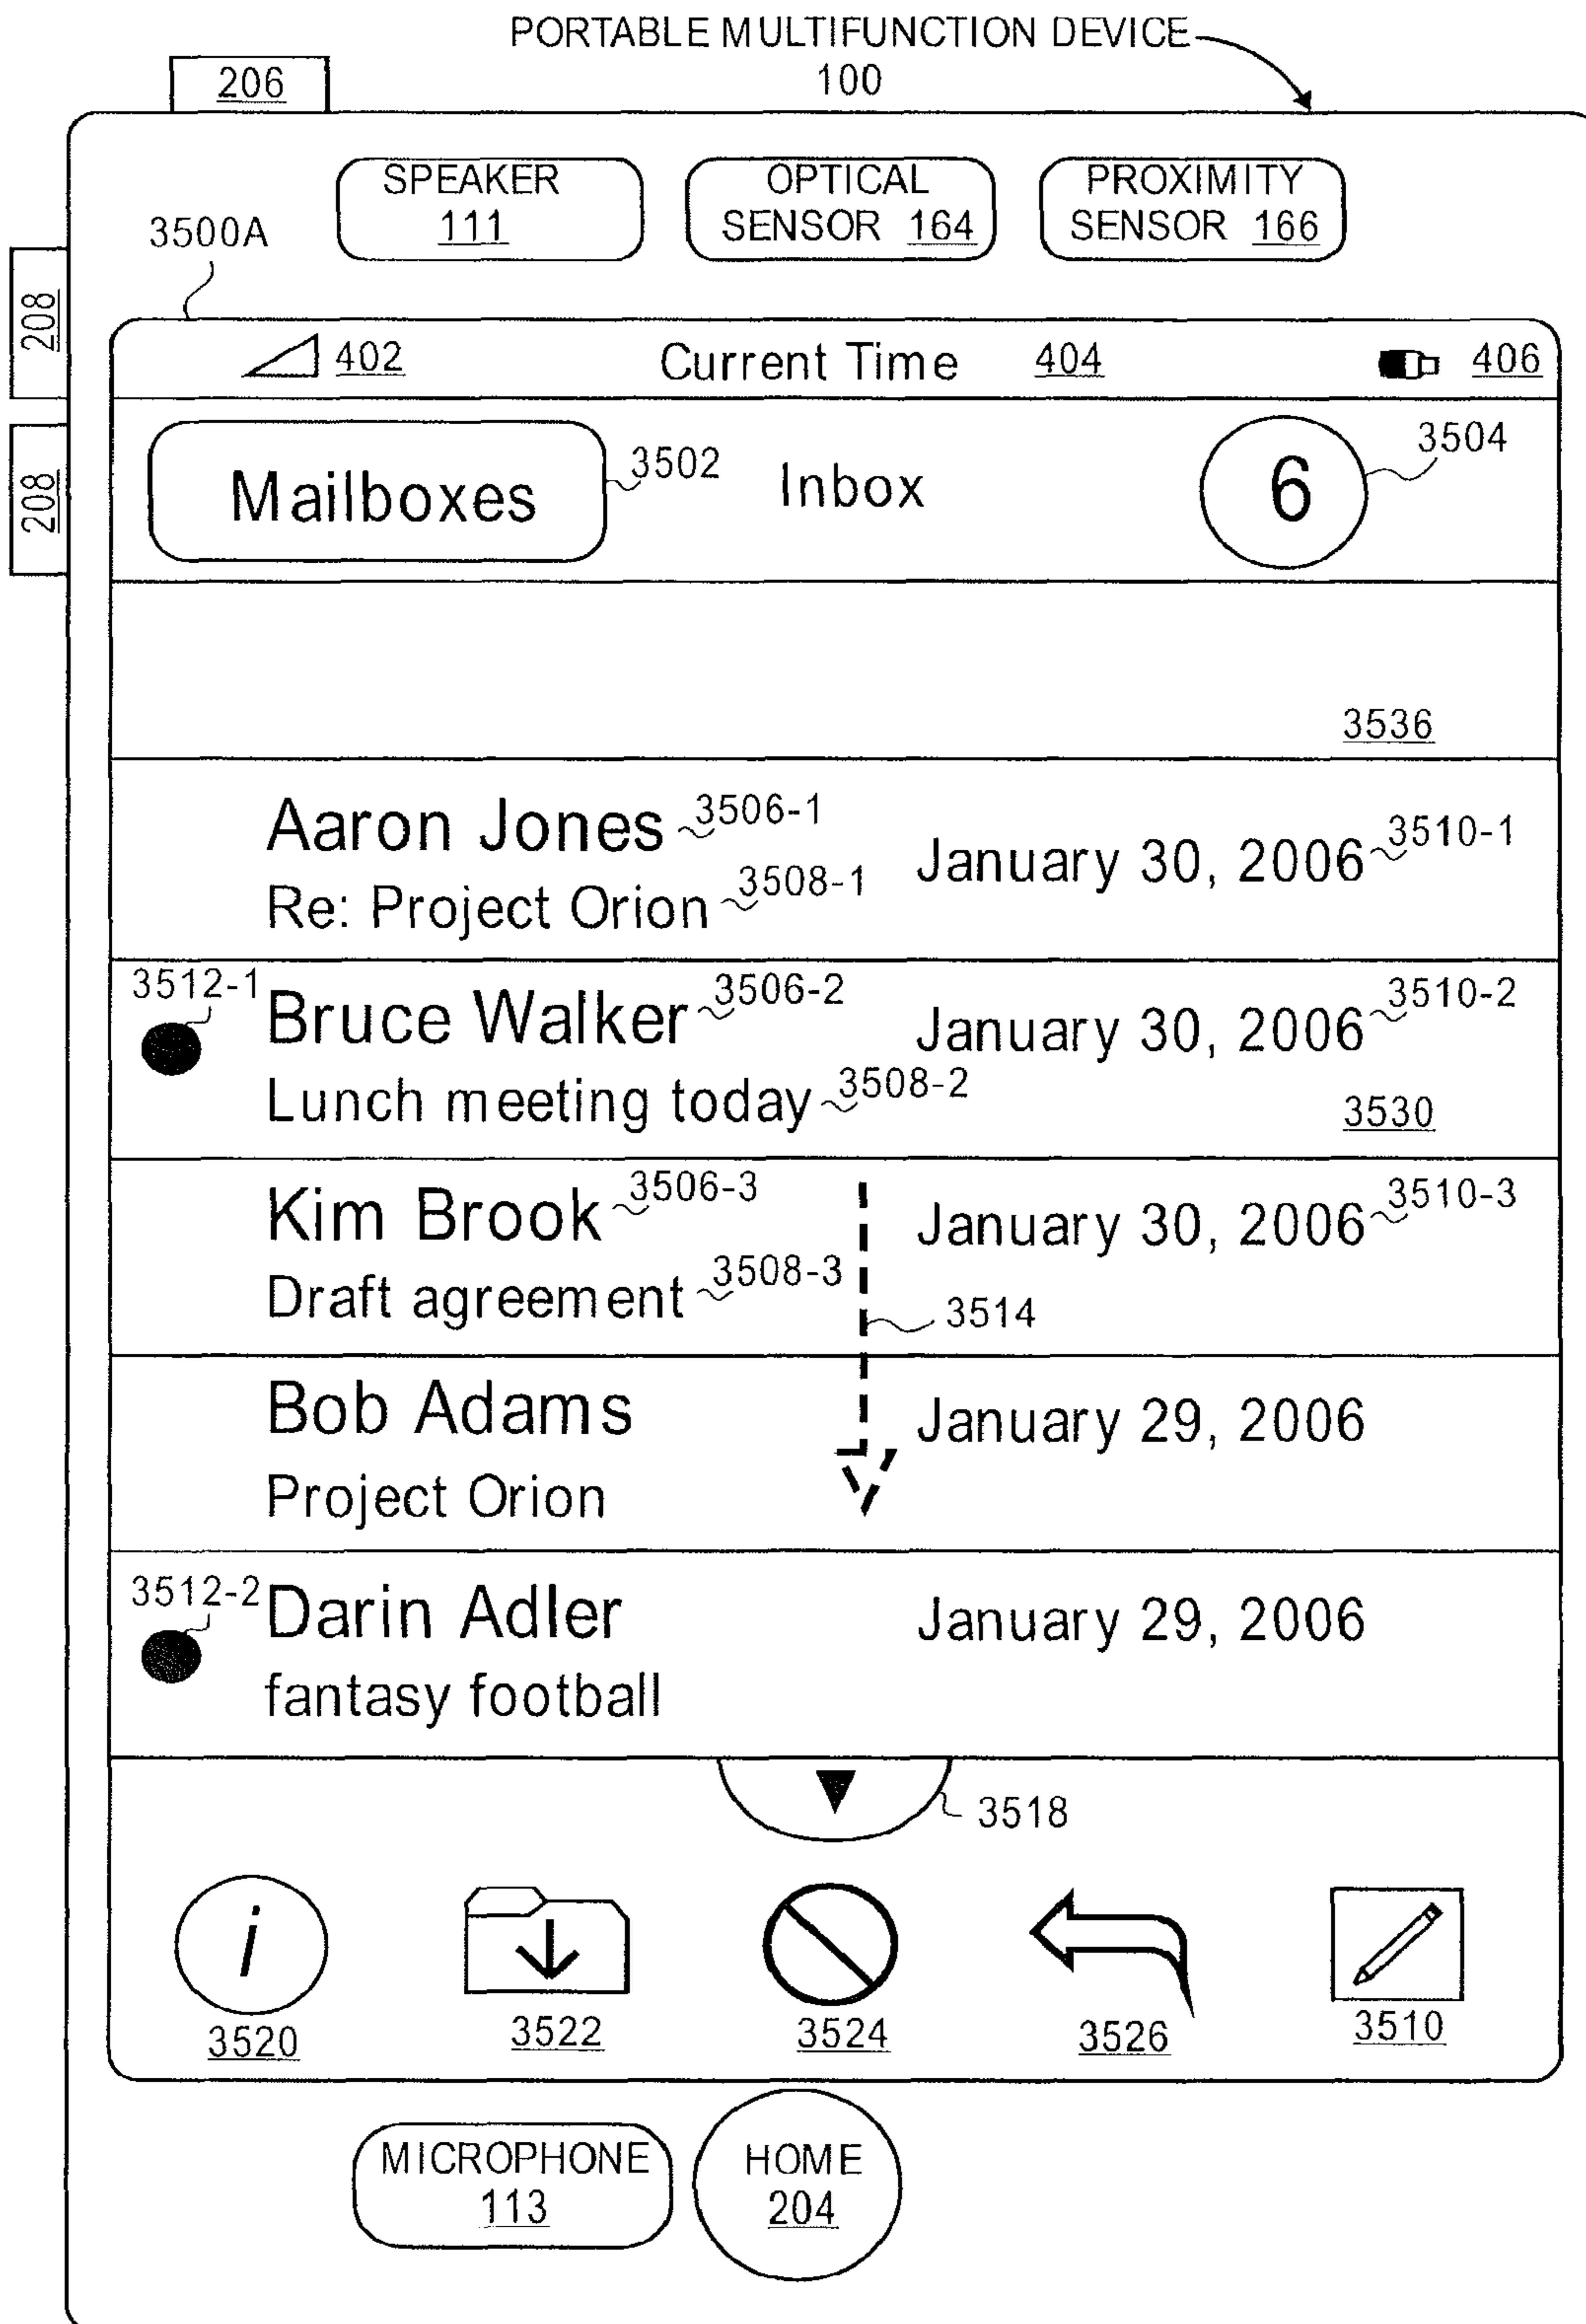 PORTABLE MULTIFUNCTION DEVICE
100
206
SPEAKER
111
OPTICAL
SENSOR 164
PROXIMITY
SENSOR 166
3500A
208
208
402 Current Time 404 406
Mailboxes 3502 Inbox 6 3504
3536
Aaron Jones 3506-1
January 30, 2006 3510-1
Re: Project Orion 3508-1
3512-1 Bruce Walker 3506-2
January 30, 2006 3510-2
Lunch meeting today 3508-2
3530
Kim Brook 3506-3
January 30, 2006 3510-3
Draft agreement 3508-3
3514
Bob Adams January 29, 2006
Project Orion
3512-2 Darin Adler January 29, 2006
fantasy football
3518
i
3520 3522 3524 3526 3510
MICROPHONE
113
HOME
204